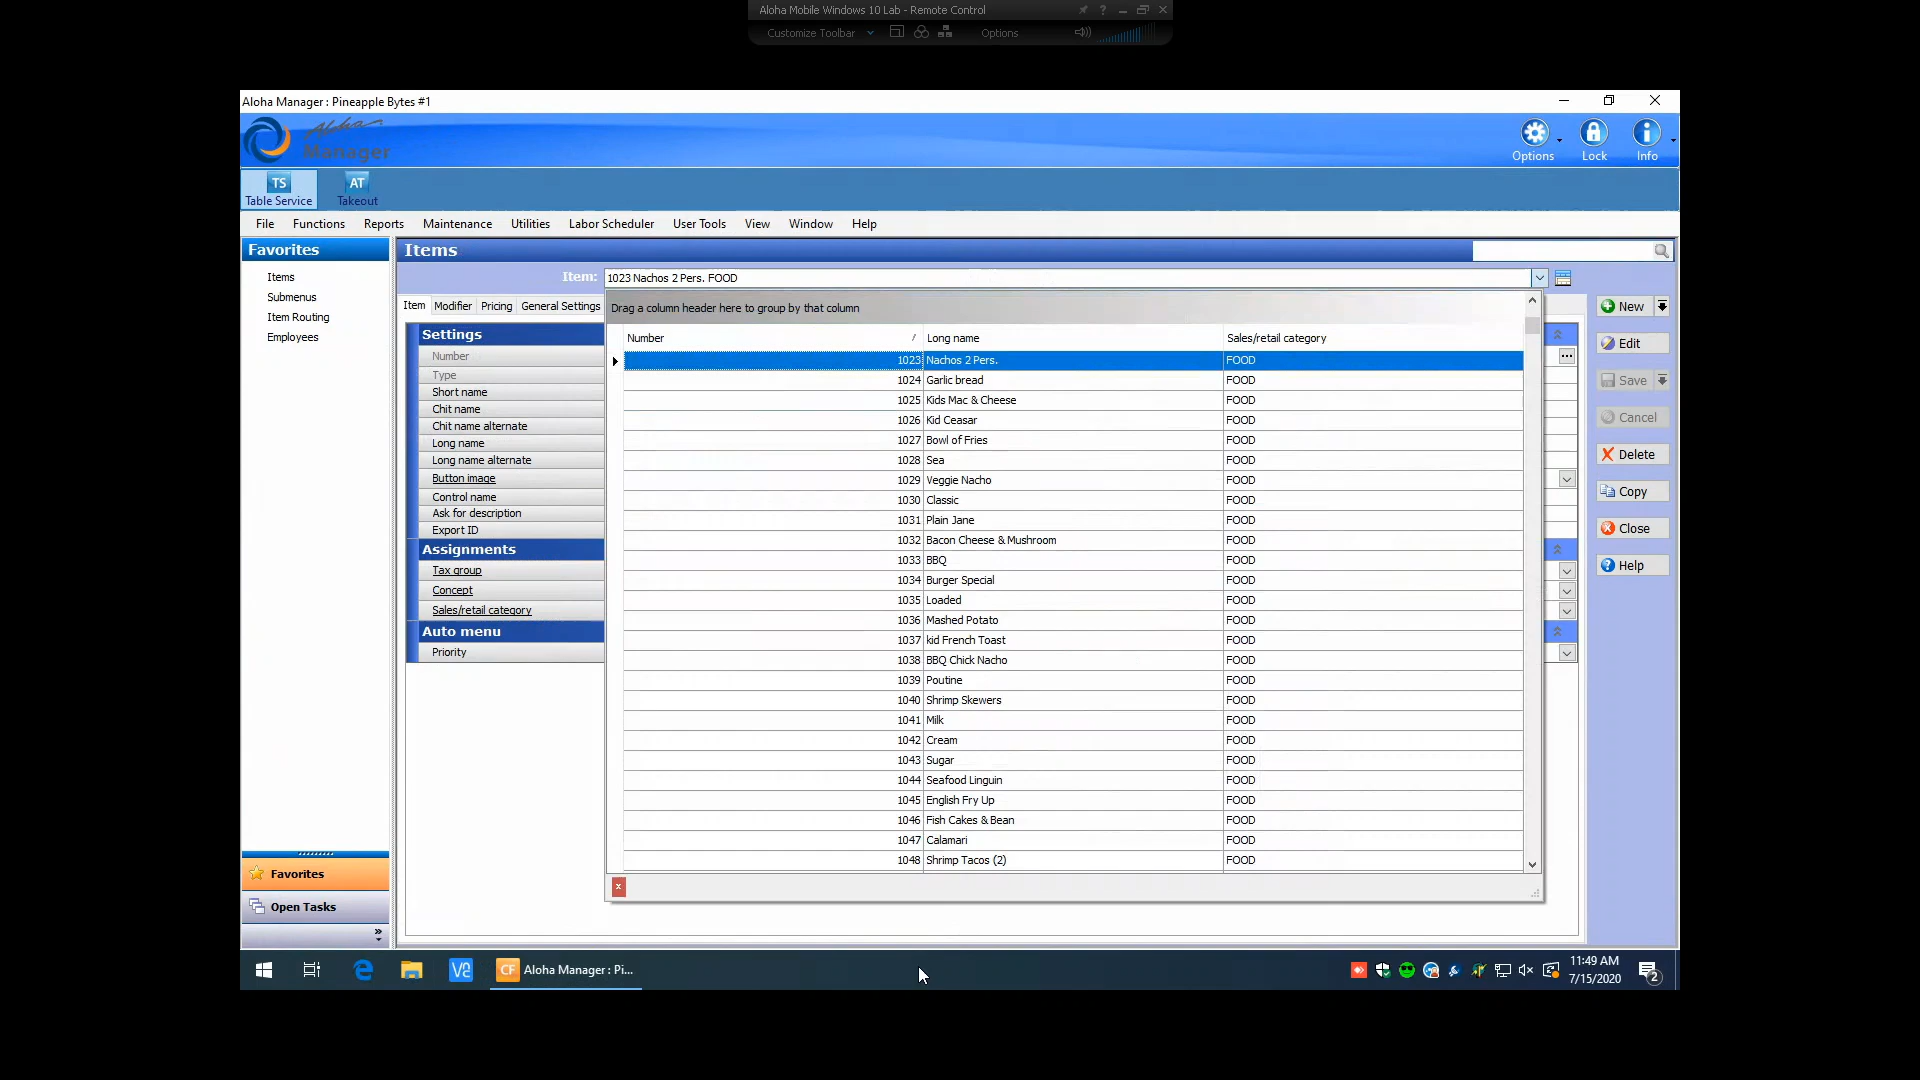 Aloha Mobile Windows 10 Lab - Remote Control
Customize Toolbar
Options
Aloha Manager : Pineapple Bytes #1
Aloha
Manager
Options
Lock
Info
TS
Table Service
AT
Takeout
File Functions Reports Maintenance Utilities Labor Scheduler User Tools View Window Help
Favorites
Items
Submenus
Item Routing
Employees
Favorites
Open Tasks
Items
Item: 1023 Nachos 2 Pers. FOOD
Item Modifier Pricing General Settings
Settings
Number
Type
Short name
Chit name
Chit name alternate
Long name
Long name alternate
Button image
Control name
Ask for description
Export ID
Assignments
Tax group
Concept
Sales/retail category
Auto menu
Priority
Drag a column header here to group by that column
Number Long name Sales/retail category
1023 Nachos 2 Pers. FOOD
1024 Garlic bread FOOD
1025 Kids Mac & Cheese FOOD
1026 Kid Ceasar FOOD
1027 Bowl of Fries FOOD
1028 Sea FOOD
1029 Veggie Nacho FOOD
1030 Classic FOOD
1031 Plain Jane FOOD
1032 Bacon Cheese & Mushroom FOOD
1033 BBQ FOOD
1034 Burger Special FOOD
1035 Loaded FOOD
1036 Mashed Potato FOOD
1037 kid French Toast FOOD
1038 BBQ Chick Nacho FOOD
1039 Poutine FOOD
1040 Shrimp Skewers FOOD
1041 Milk FOOD
1042 Cream FOOD
1043 Sugar FOOD
1044 Seafood Linguin FOOD
1045 English Fry Up FOOD
1046 Fish Cakes & Bean FOOD
1047 Calamari FOOD
1048 Shrimp Tacos (2) FOOD
New
Edit
Save
Cancel
Delete
Copy
Close
Help
CF Aloha Manager : Pi...
11:49 AM
7/15/2020
2